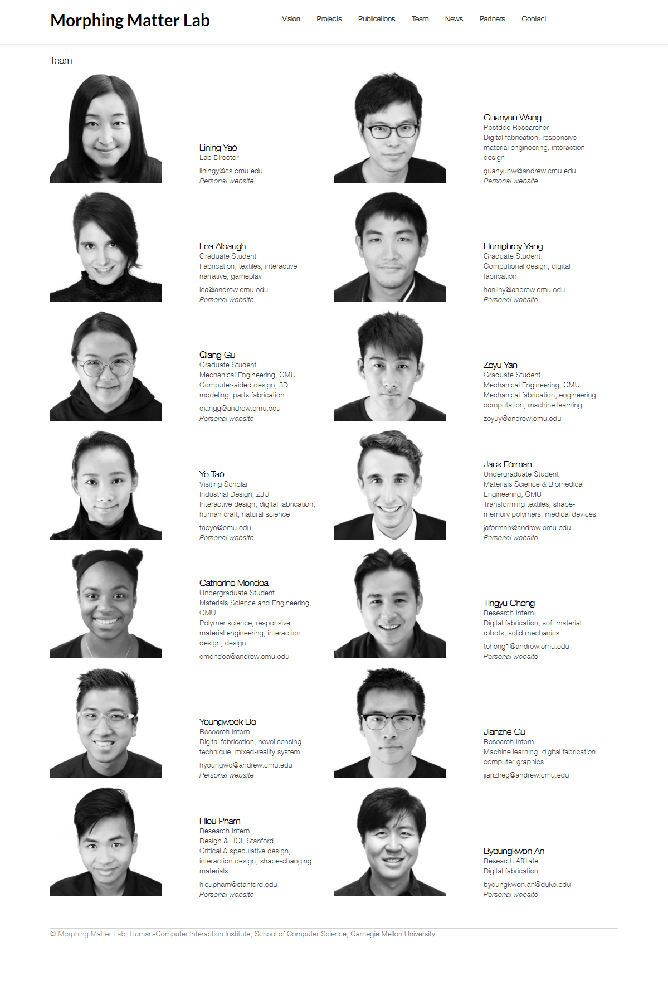 Morphing Matter Lab
Vision Projects Publications Team News Partners Contact
Team
Lining Yao
Lab Director
liningy@cs.cmu.edu
Personal website
Guanyun Wang
Postdoc Researcher
Digital fabrication, responsive
material engineering, interaction
design
guanyunw@andrew.cmu.edu
Personal website
Lea Albaugh
Graduate Student
Fabrication, textiles, interactive
narrative, gameplay
lea@andrew.cmu.edu
Personal website
Humphrey Yang
Graduate Student
Computional design, digital
fabrication
hanliny@andrew.cmu.edu
Personal website
Qiang Gu
Graduate Student
Mechanical Engineering, CMU
Computer-aided design, 3D
modeling, parts fabrication
qiangg@andrew.cmu.edu
Personal website
Zeyu Yan
Graduate Student
Mechanical Engineering, CMU
Mechanical fabrication, engineering
computation, machine learning
zeyuy@andrew.cmu.edu
Ye Tao
Visiting Scholar
Industrial Design, ZJU
Interactive design, digital fabrication,
human craft, natural science
taoye@cmu.edu
Personal website
Jack Forman
Undergraduate Student
Materials Science & Biomedical
Engineering, CMU
Transforming textiles, shape-
memory polymers, medical devices
jaforman@andrew.cmu.edu
Personal website
Catherine Mondoa
Undergraduate Student
Materials Science and Engineering,
CMU
Polymer science, responsive
material engineering, interaction
design, design
cmondoa@andrew.cmu.edu
Tingyu Cheng
Research Intern
Digital fabrication, soft material
robots, solid mechanics
tcheng1@andrew.cmu.edu
Personal website
Youngwook Do
Research Intern
Digital fabrication, novel sensing
technique, mixed-reality system
hyoungwd@andrew.cmu.edu
Personal website
Jianzhe Gu
Research Intern
Machine learning, digital fabrication,
computer graphics
jianzheg@andrew.cmu.edu
Hieu Pham
Research Intern
Design & HCI, Stanford
Critical & speculative design,
interaction design, shape-changing
materials
hieupham@stanford.edu
Personal website
Byoungkwon An
Research Affiliate
Digital fabrication
byoungkwon.an@duke.edu
Personal website
© Morphing Matter Lab, Human-Computer Interaction Institute, School of Computer Science, Carnegie Mellon University